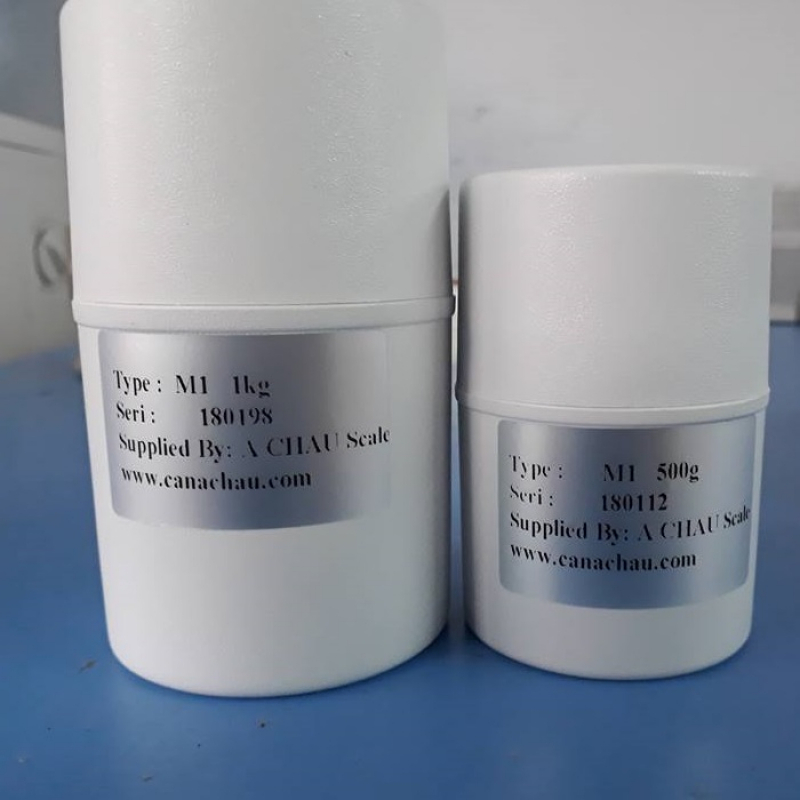 Type : M1 1kg
Seri : 180198
Supplied By: A CHAU Scale
www.canachau.com
Type : M1 500g
Seri : 180112
Supplied By: A CHAU Scale
www.canachau.com